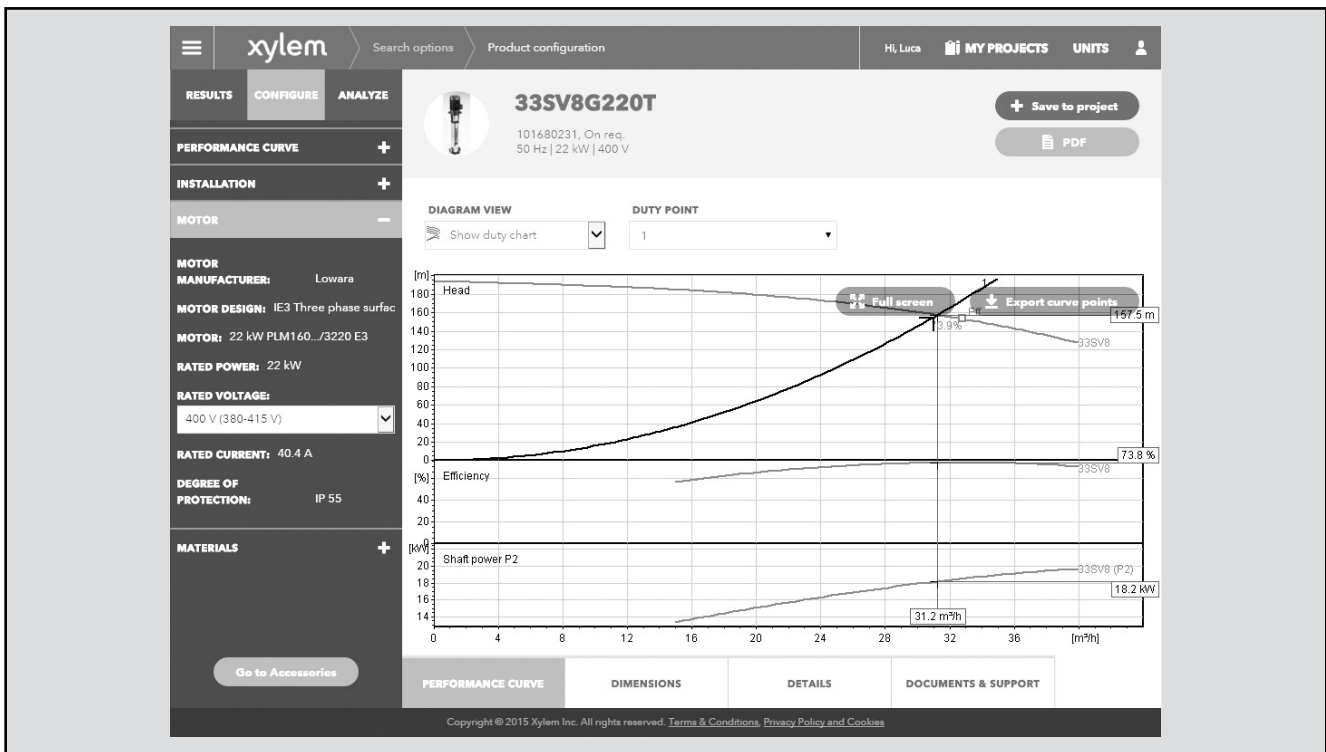 xylem
Search options
Product configuration
Hi, Luca
MY PROJECTS
UNITS
RESULTS
CONFIGURE
ANALYZE
PERFORMANCE CURVE +
INSTALLATION +
MOTOR −
MOTOR
MANUFACTURER: Lowara
MOTOR DESIGN: IE3 Three phase surfac
MOTOR: 22 kW PLM160.../3220 E3
RATED POWER: 22 kW
RATED VOLTAGE:
400 V (380-415 V)
RATED CURRENT: 40.4 A
DEGREE OF
PROTECTION: IP 55
MATERIALS +
Go to Accessories
33SV8G220T
101680231, On req.
50 Hz | 22 kW | 400 V
+ Save to project
PDF
DIAGRAM VIEW
Show duty chart
DUTY POINT
1
[m]
Head
180
160
140
120
100
80
60
40
20
0
1
Full screen
Export curve points
157.5 m
3.9%
33SV8
[%]
Efficiency
40
20
0
73.8 %
33SV8
[kW]
Shaft power P2
20
18
16
14
33SV8 (P2)
18.2 kW
31.2 m³/h
0 4 8 12 16 20 24 28 32 36 [m³/h]
PERFORMANCE CURVE
DIMENSIONS
DETAILS
DOCUMENTS & SUPPORT
Copyright © 2015 Xylem Inc. All rights reserved. Terms & Conditions, Privacy Policy and Cookies